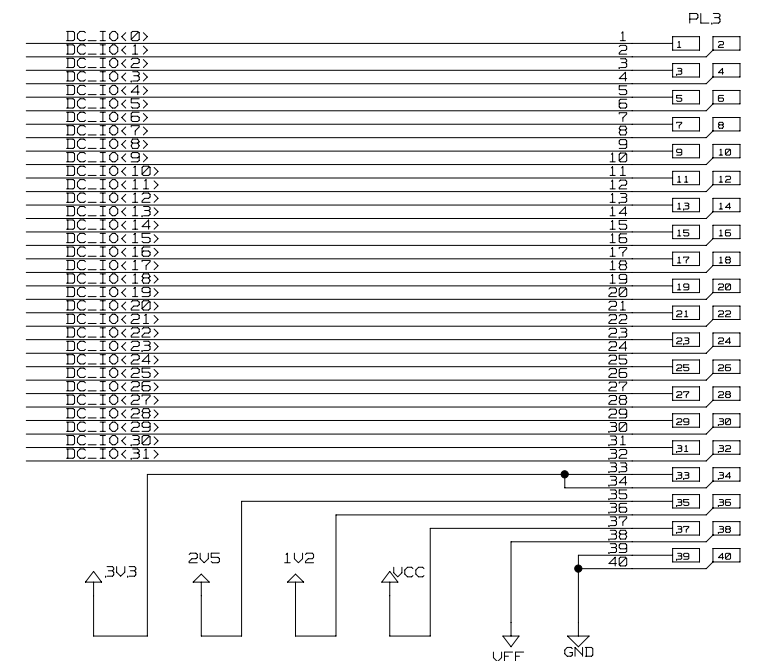 PL3
DC_IO<0> 1 1 2
DC_IO<1> 2
DC_IO<2> 3 3 4
DC_IO<3> 4
DC_IO<4> 5 5 6
DC_IO<5> 6
DC_IO<6> 7 7 8
DC_IO<7> 8
DC_IO<8> 9 9 10
DC_IO<9> 10
DC_IO<10> 11 11 12
DC_IO<11> 12
DC_IO<12> 13 13 14
DC_IO<13> 14
DC_IO<14> 15 15 16
DC_IO<15> 16
DC_IO<16> 17 17 18
DC_IO<17> 18
DC_IO<18> 19 19 20
DC_IO<19> 20
DC_IO<20> 21 21 22
DC_IO<21> 22
DC_IO<22> 23 23 24
DC_IO<23> 24
DC_IO<24> 25 25 26
DC_IO<25> 26
DC_IO<26> 27 27 28
DC_IO<27> 28
DC_IO<28> 29 29 30
DC_IO<29> 30
DC_IO<30> 31 31 32
DC_IO<31> 32
33 33 34
34
35 35 36
36
37 37 38
38
39 39 40
40
3V3 2V5 1V2 VCC
VFF GND